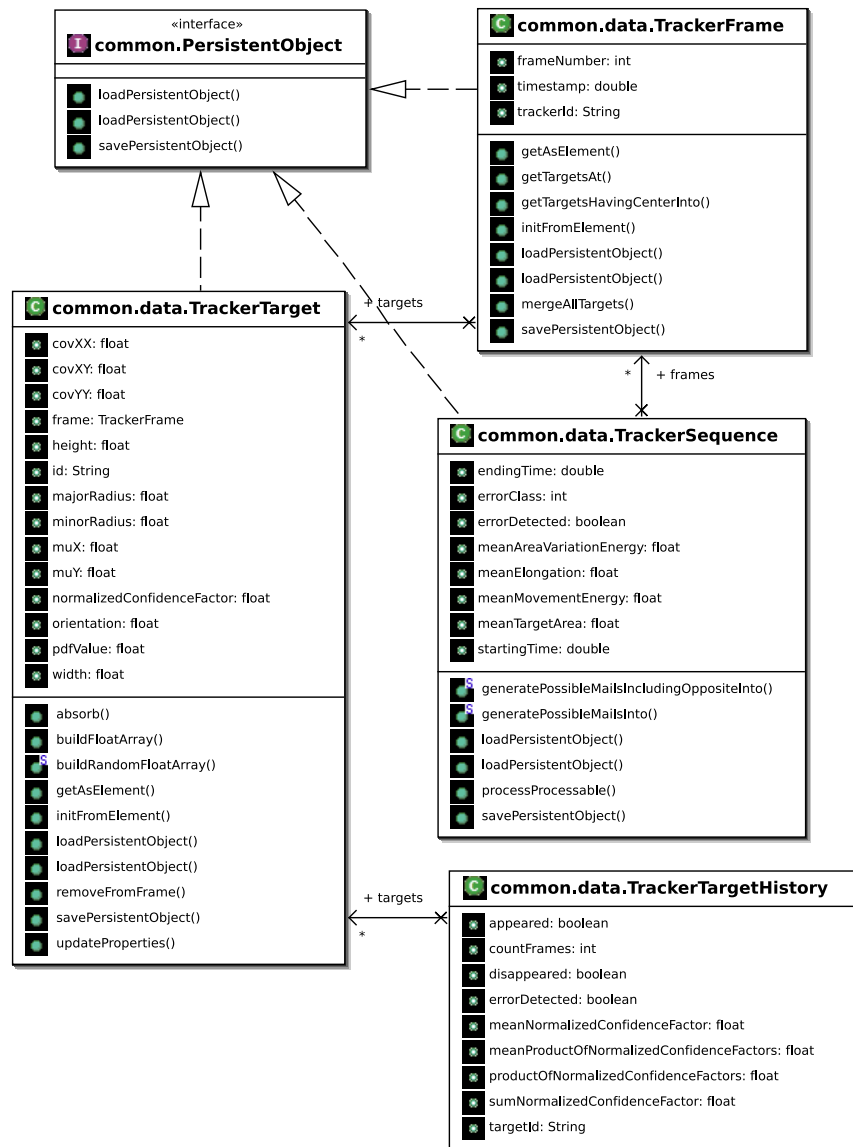 «interface»
I common.PersistentObject
loadPersistentObject()
loadPersistentObject()
savePersistentObject()
C common.data.TrackerFrame
frameNumber: int
timestamp: double
trackerId: String
getAsElement()
getTargetsAt()
getTargetsHavingCenterInto()
initFromElement()
loadPersistentObject()
loadPersistentObject()
mergeAllTargets()
savePersistentObject()
+ targets
*
* + frames
C common.data.TrackerTarget
covXX: float
covXY: float
covYY: float
frame: TrackerFrame
height: float
id: String
majorRadius: float
minorRadius: float
muX: float
muY: float
normalizedConfidenceFactor: float
orientation: float
pdfValue: float
width: float
absorb()
buildFloatArray()
S buildRandomFloatArray()
getAsElement()
initFromElement()
loadPersistentObject()
loadPersistentObject()
removeFromFrame()
savePersistentObject()
updateProperties()
C common.data.TrackerSequence
endingTime: double
errorClass: int
errorDetected: boolean
meanAreaVariationEnergy: float
meanElongation: float
meanMovementEnergy: float
meanTargetArea: float
startingTime: double
S generatePossibleMailsIncludingOppositeInto()
S generatePossibleMailsInto()
loadPersistentObject()
loadPersistentObject()
processProcessable()
savePersistentObject()
+ targets
*
C common.data.TrackerTargetHistory
appeared: boolean
countFrames: int
disappeared: boolean
errorDetected: boolean
meanNormalizedConfidenceFactor: float
meanProductOfNormalizedConfidenceFactors: float
productOfNormalizedConfidenceFactors: float
sumNormalizedConfidenceFactor: float
targetId: String